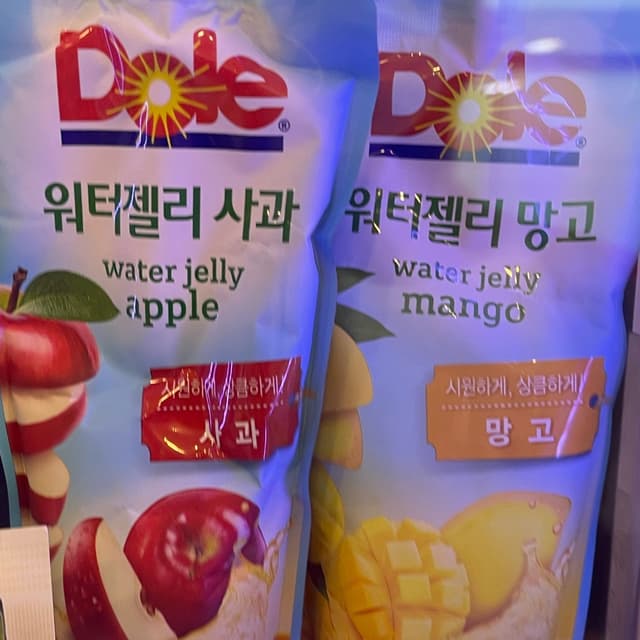 Dole®
워터젤리 사과
water jelly
apple
시원하게, 상큼하게!
사과
Dole®
워터젤리 망고
water jelly
mango
시원하게, 상큼하게!
망고